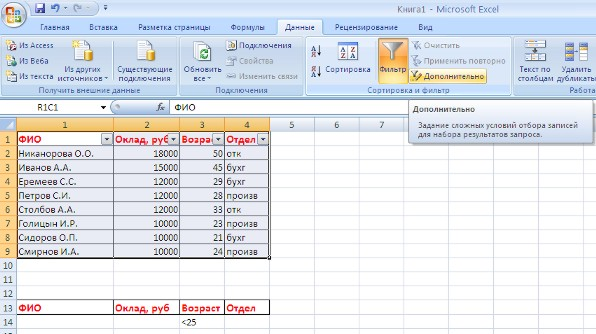 Книга1 - Microsoft Excel
Главная Вставка Разметка страницы Формулы Данные Рецензирование Вид
Из Access
Из Веба
Из текста
Из других источников
Существующие подключения
Получить внешние данные
Обновить все
Подключения
Свойства
Изменить связи
Подключения
Сортировка
Фильтр
Очистить
Применить повторно
Дополнительно
Сортировка и фильтр
Текст по столбцам
Удалить дубликаты
Работа
R1C1 fx ФИО
Дополнительно
Задание сложных условий отбора записей
для набора результатов запроса.
1 2 3 4 5 6 7
1 ФИО Оклад, руб Возраст Отдел
2 Никанорова О.О. 18000 50 отк
3 Иванов А.А. 15000 45 бухг
4 Еремеев С.С. 12000 29 бухг
5 Петров С.И. 12000 28 произв
6 Столбов А.А. 12000 33 отк
7 Голицын И.Р. 10000 23 произв
8 Сидоров О.П. 10000 21 бухг
9 Смирнов И.А. 10000 24 произв
10
11
12
13 ФИО Оклад, руб Возраст Отдел
14 <25